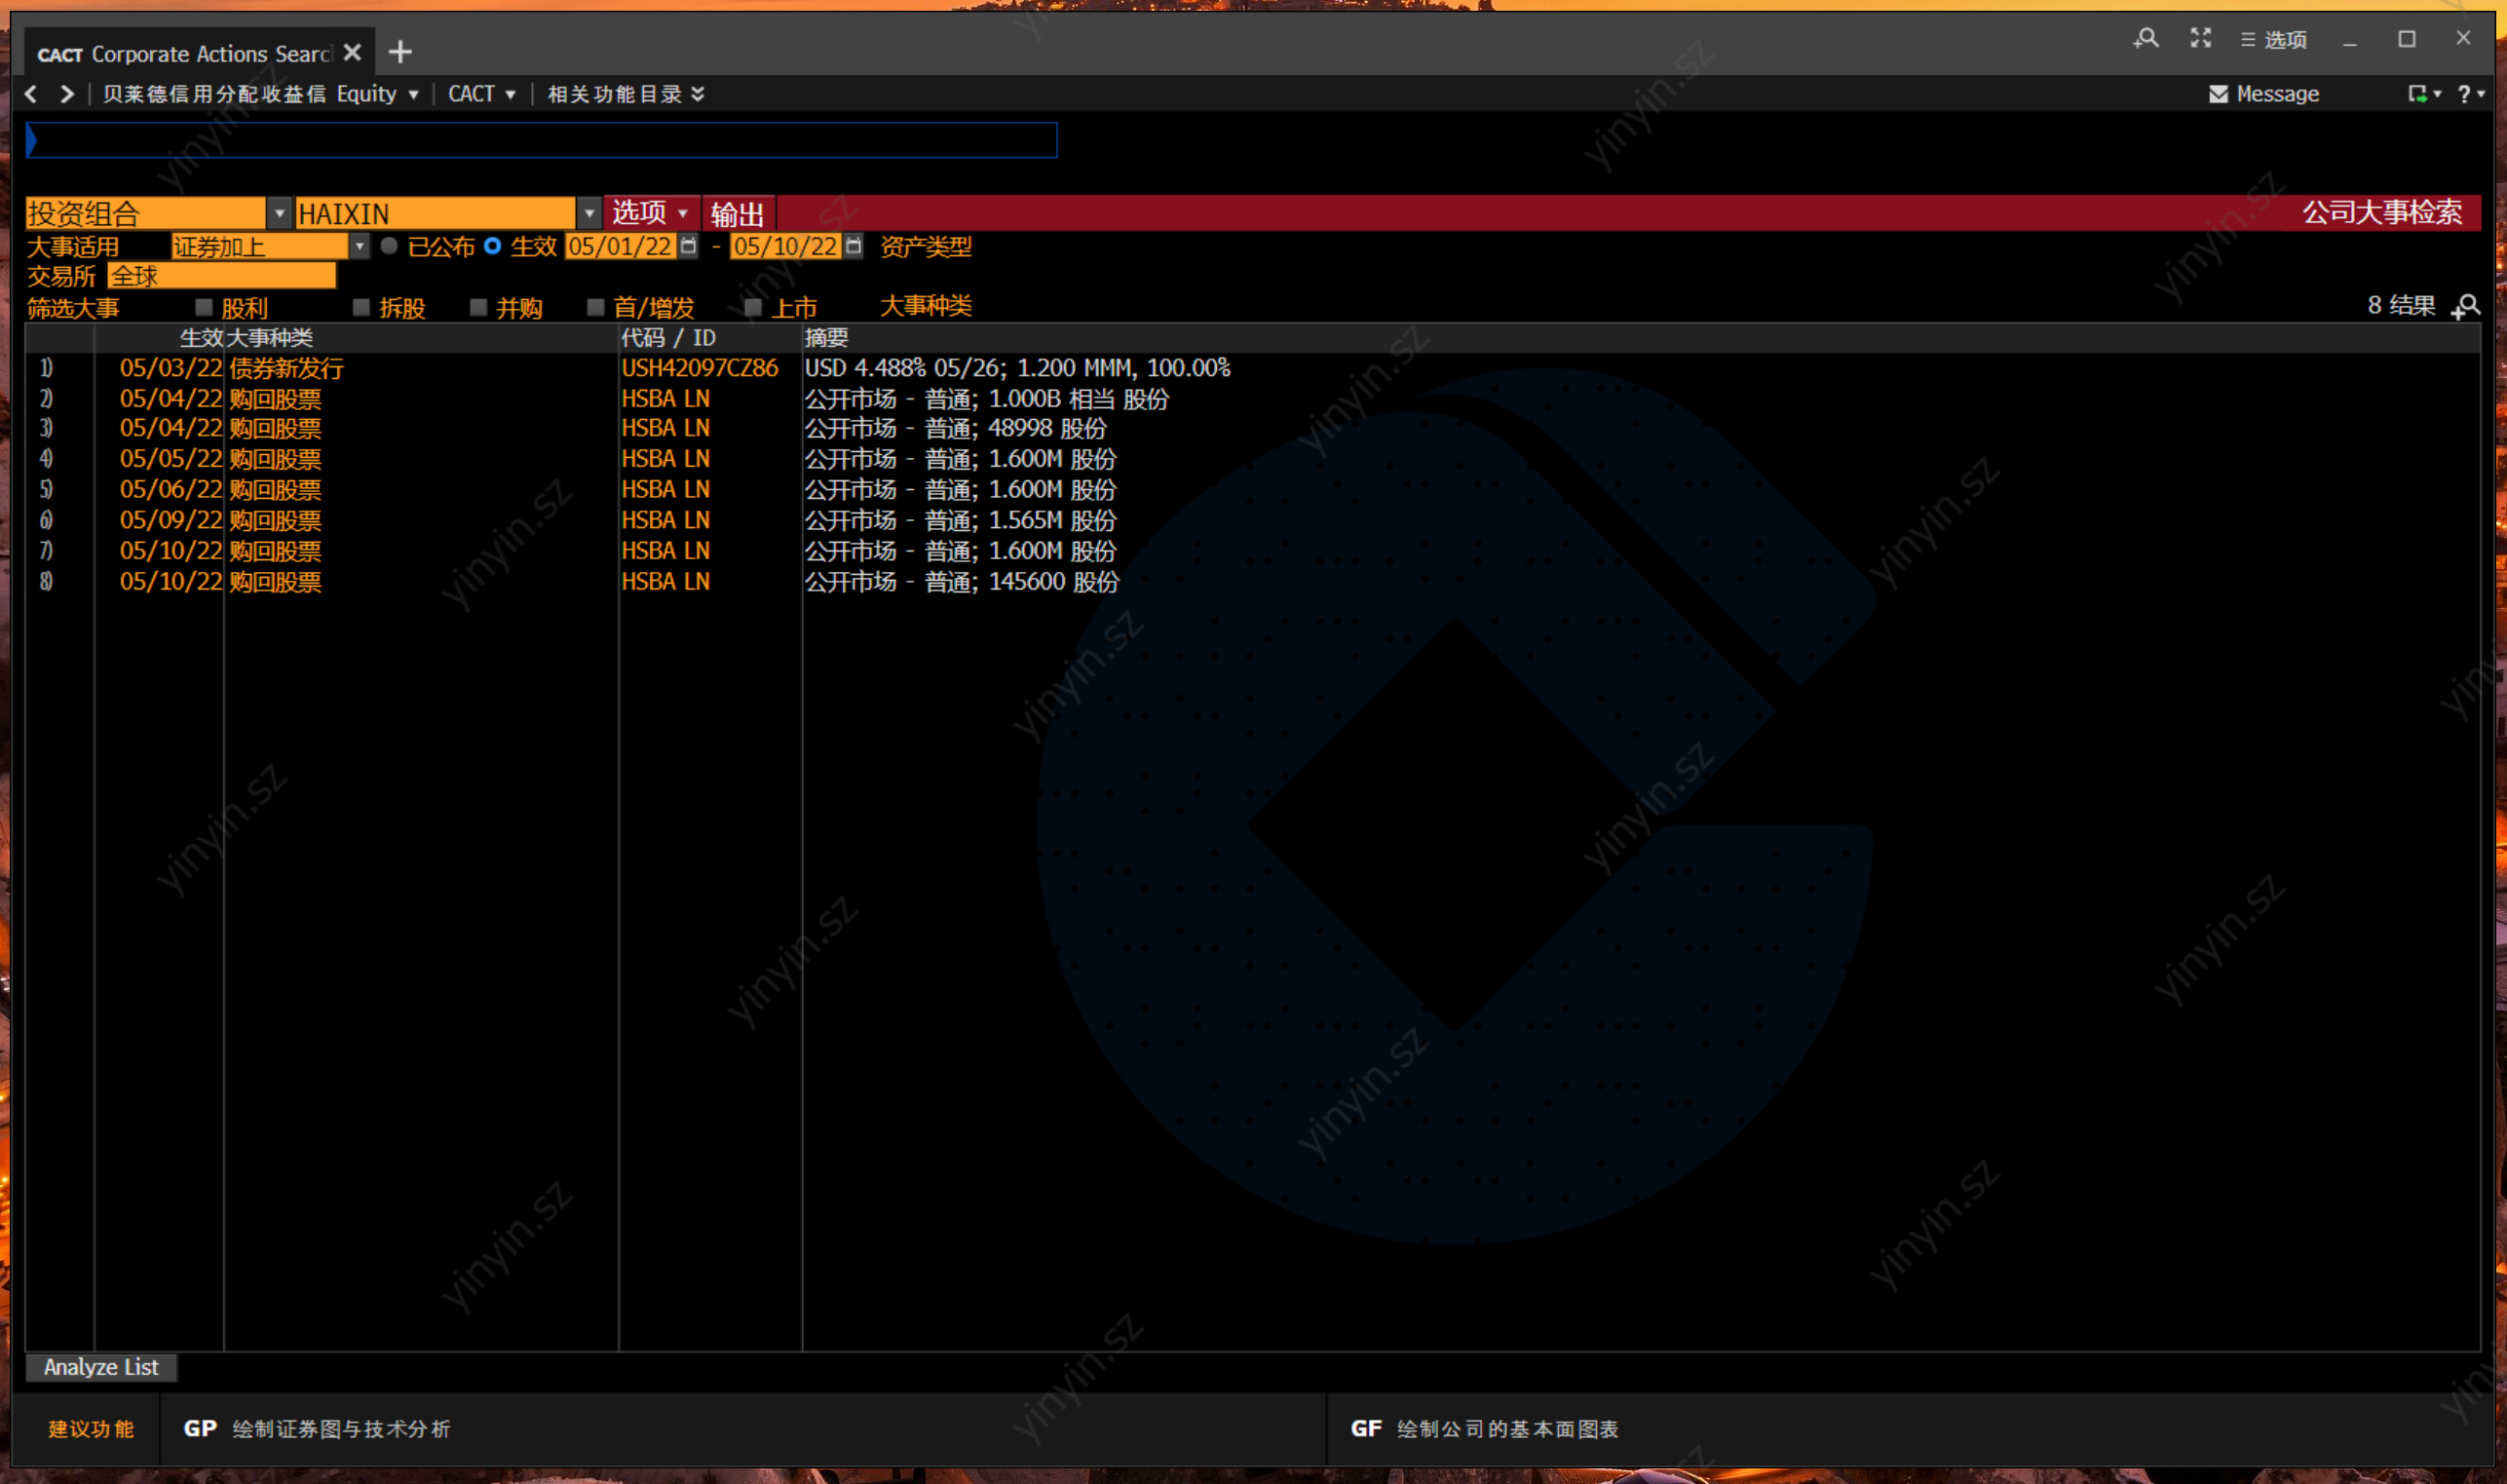 CACT Corporate Actions Searc
选项
贝莱德信用分配收益信 Equity CACT 相关功能目录 Message ?
投资组合 HAIXIN 选项 输出 公司大事检索
大事适用 证券加上 已公布 生效 05/01/22 - 05/10/22 资产类型
交易所 全球
筛选大事 股利 拆股 并购 首/增发 上市 大事种类 8 结果
生效 大事种类 代码 / ID 摘要
1) 05/03/22 债券新发行 USH42097CZ86 USD 4.488% 05/26; 1.200 MMM, 100.00%
2) 05/04/22 购回股票 HSBA LN 公开市场 - 普通; 1.000B 相当 股份
3) 05/04/22 购回股票 HSBA LN 公开市场 - 普通; 48998 股份
4) 05/05/22 购回股票 HSBA LN 公开市场 - 普通; 1.600M 股份
5) 05/06/22 购回股票 HSBA LN 公开市场 - 普通; 1.600M 股份
6) 05/09/22 购回股票 HSBA LN 公开市场 - 普通; 1.565M 股份
7) 05/10/22 购回股票 HSBA LN 公开市场 - 普通; 1.600M 股份
8) 05/10/22 购回股票 HSBA LN 公开市场 - 普通; 145600 股份
Analyze List
建议功能 GP 绘制证券图与技术分析 GF 绘制公司的基本面图表
yinyin.sz